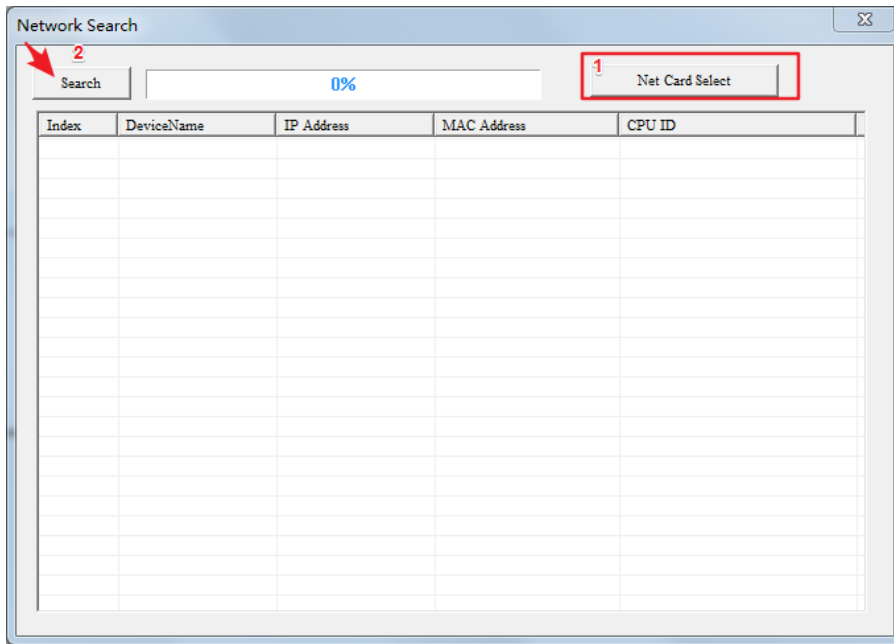 Network Search
2
1
Search
0%
Net Card Select
Index DeviceName IP Address MAC Address CPU ID